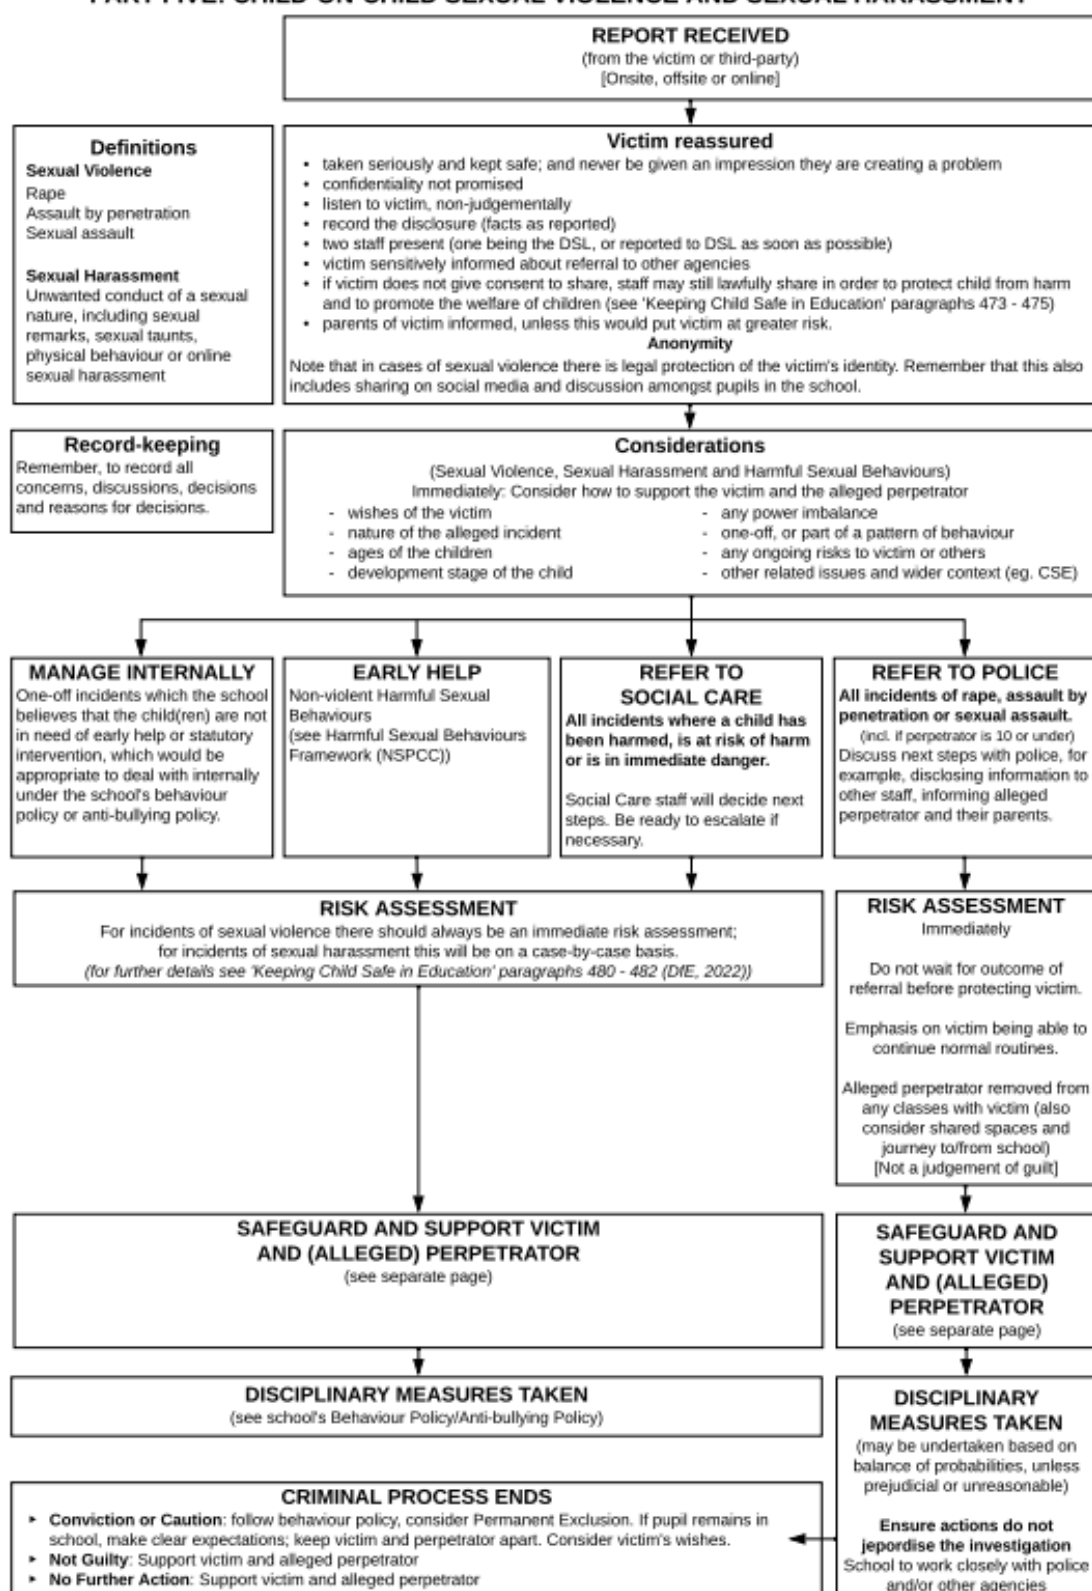 PART FIVE: CHILD-ON-CHILD SEXUAL VIOLENCE AND SEXUAL HARASSMENT
REPORT RECEIVED
(from the victim or third-party)
[Onsite, offsite or online]
Definitions
Sexual Violence
Rape
Assault by penetration
Sexual assault
Sexual Harassment
Unwanted conduct of a sexual
nature, including sexual
remarks, sexual taunts,
physical behaviour or online
sexual harassment
Victim reassured
• taken seriously and kept safe; and never be given an impression they are creating a problem
• confidentiality not promised
• listen to victim, non-judgementally
• record the disclosure (facts as reported)
• two staff present (one being the DSL, or reported to DSL as soon as possible)
• victim sensitively informed about referral to other agencies
• if victim does not give consent to share, staff may still lawfully share in order to protect child from harm
and to promote the welfare of children (see 'Keeping Child Safe in Education' paragraphs 473 - 475)
• parents of victim informed, unless this would put victim at greater risk.
Anonymity
Note that in cases of sexual violence there is legal protection of the victim's identity. Remember that this also
includes sharing on social media and discussion amongst pupils in the school.
Record-keeping
Remember, to record all
concerns, discussions, decisions
and reasons for decisions.
Considerations
(Sexual Violence, Sexual Harassment and Harmful Sexual Behaviours)
Immediately: Consider how to support the victim and the alleged perpetrator
- wishes of the victim
- nature of the alleged incident
- ages of the children
- development stage of the child
- any power imbalance
- one-off, or part of a pattern of behaviour
- any ongoing risks to victim or others
- other related issues and wider context (eg. CSE)
MANAGE INTERNALLY
One-off incidents which the school
believes that the child(ren) are not
in need of early help or statutory
intervention, which would be
appropriate to deal with internally
under the school's behaviour
policy or anti-bullying policy.
EARLY HELP
Non-violent Harmful Sexual
Behaviours
(see Harmful Sexual Behaviours
Framework (NSPCC))
REFER TO
SOCIAL CARE
All incidents where a child has
been harmed, is at risk of harm
or is in immediate danger.
Social Care staff will decide next
steps. Be ready to escalate if
necessary.
REFER TO POLICE
All incidents of rape, assault by
penetration or sexual assault.
(incl. if perpetrator is 10 or under)
Discuss next steps with police, for
example, disclosing information to
other staff, informing alleged
perpetrator and their parents.
RISK ASSESSMENT
For incidents of sexual violence there should always be an immediate risk assessment;
for incidents of sexual harassment this will be on a case-by-case basis.
(for further details see 'Keeping Child Safe in Education' paragraphs 480 - 482 (DfE, 2022))
RISK ASSESSMENT
Immediately
Do not wait for outcome of
referral before protecting victim.
Emphasis on victim being able to
continue normal routines.
Alleged perpetrator removed from
any classes with victim (also
consider shared spaces and
journey to/from school)
[Not a judgement of guilt]
SAFEGUARD AND SUPPORT VICTIM
AND (ALLEGED) PERPETRATOR
(see separate page)
SAFEGUARD AND
SUPPORT VICTIM
AND (ALLEGED)
PERPETRATOR
(see separate page)
DISCIPLINARY MEASURES TAKEN
(see school's Behaviour Policy/Anti-bullying Policy)
DISCIPLINARY
MEASURES TAKEN
(may be undertaken based on
balance of probabilities, unless
prejudicial or unreasonable)
Ensure actions do not
jepordise the investigation
School to work closely with police
and/or other agencies
CRIMINAL PROCESS ENDS
‣ Conviction or Caution: follow behaviour policy, consider Permanent Exclusion. If pupil remains in
school, make clear expectations; keep victim and perpetrator apart. Consider victim's wishes.
‣ Not Guilty: Support victim and alleged perpetrator
‣ No Further Action: Support victim and alleged perpetrator